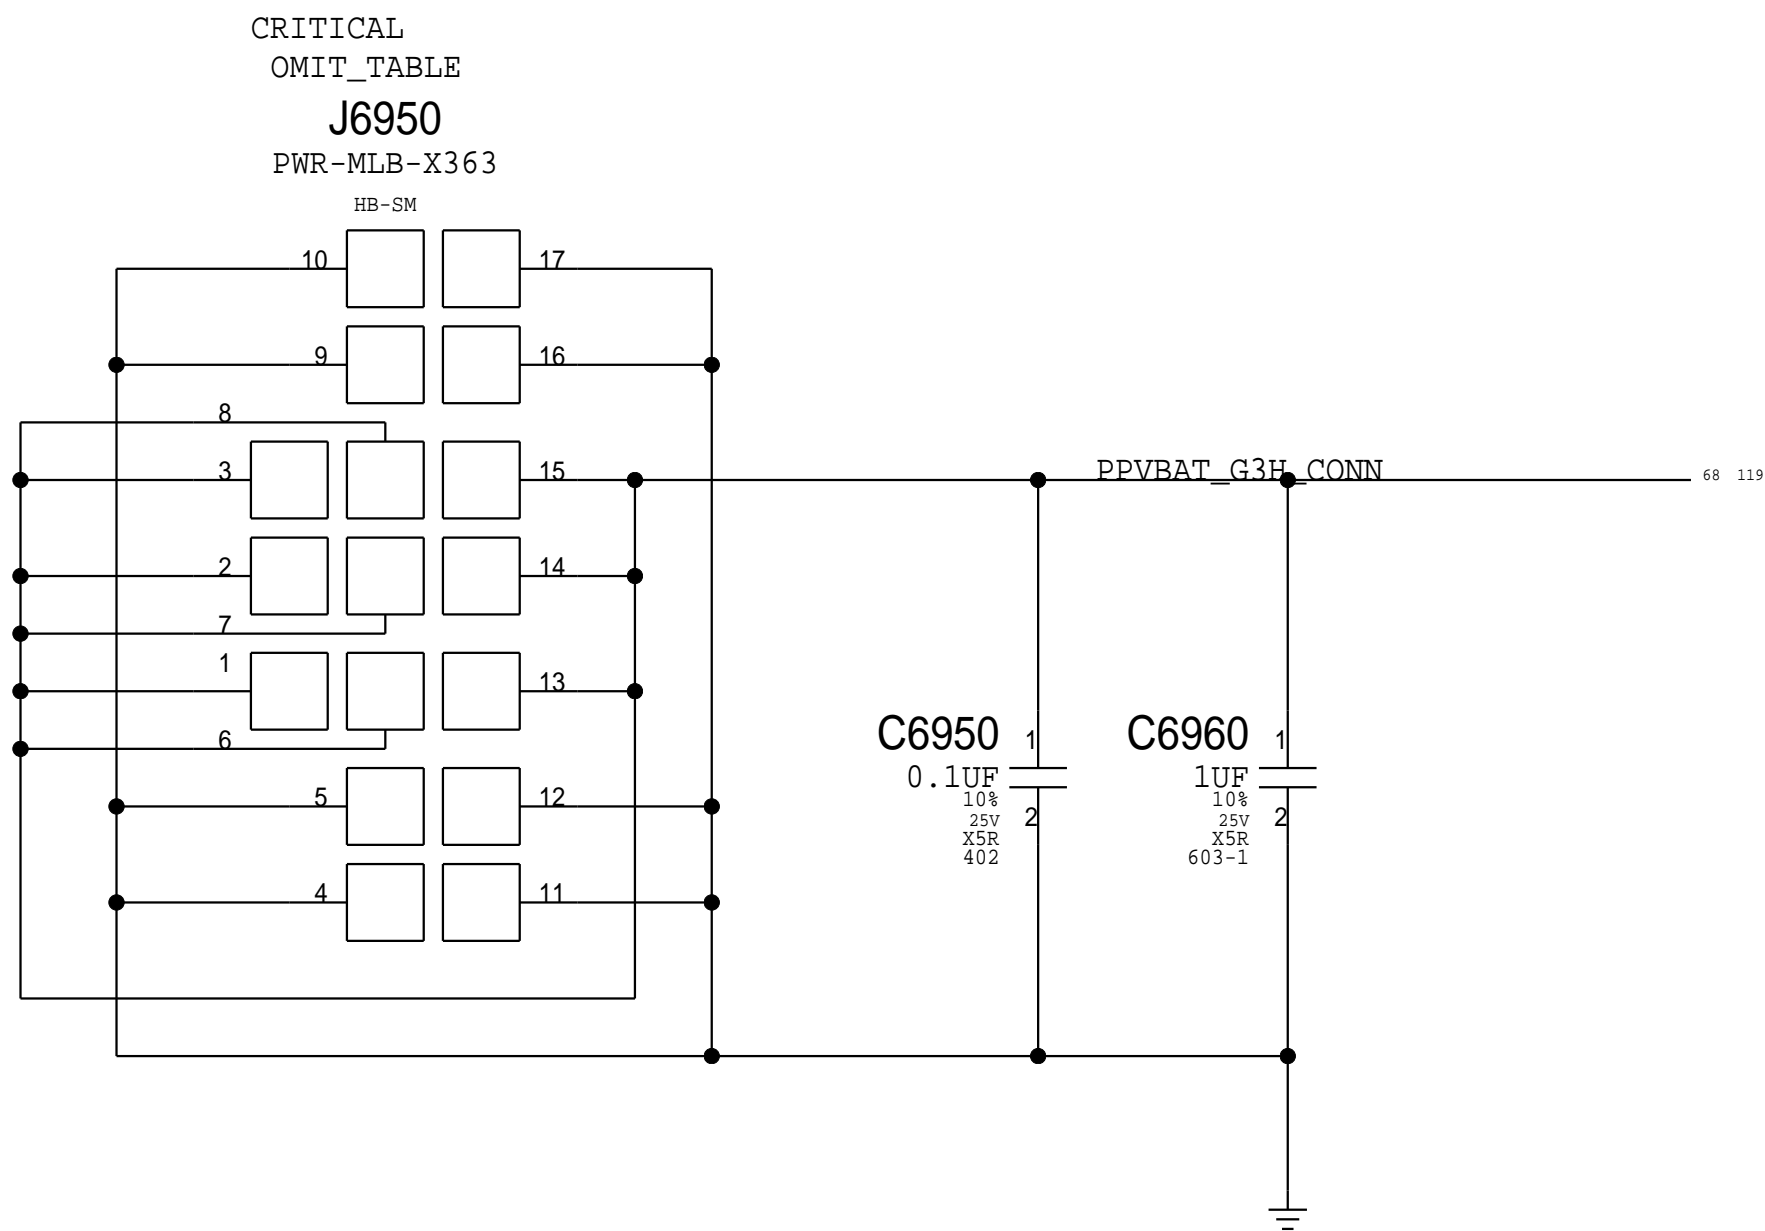 CRITICAL
OMIT_TABLE
J6950
PWR-MLB-X363
HB-SM
10 17
9 16
8
3 15
PPVBAT_G3H_CONN
68 119
2 14
7
1 13
6
C6950 1
0.1UF
10%
25V 2
X5R
402
C6960 1
1UF
10%
25V 2
X5R
603-1
5 12
4 11